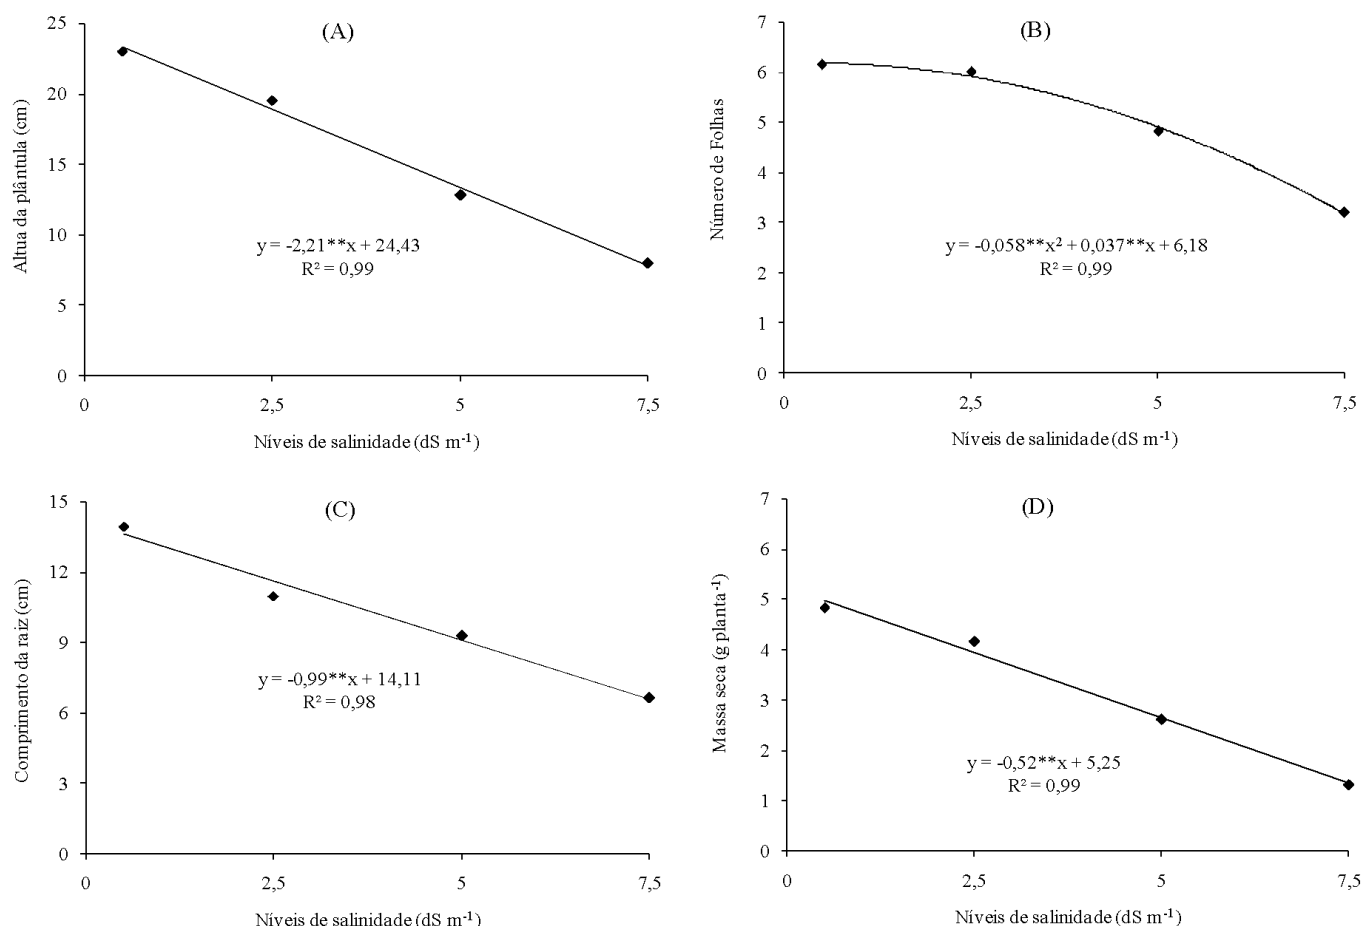 (A)
Altua da plântula (cm)
25
20
15
10
5
0
y = -2,21**x + 24,43
R² = 0,99
0 2,5 5 7,5
Níveis de salinidade (dS m⁻¹)
(B)
Número de Folhas
7
6
5
4
3
2
1
0
y = -0,058**x² + 0,037**x + 6,18
R² = 0,99
0 2,5 5 7,5
Níveis de salinidade (dS m⁻¹)
(C)
Comprimento da raiz (cm)
15
12
9
6
3
0
y = -0,99**x + 14,11
R² = 0,98
0 2,5 5 7,5
Níveis de salinidade (dS m⁻¹)
(D)
Massa seca (g planta⁻¹)
7
6
5
4
3
2
1
0
y = -0,52**x + 5,25
R² = 0,99
0 2,5 5 7,5
Níveis de salinidade (dS m⁻¹)